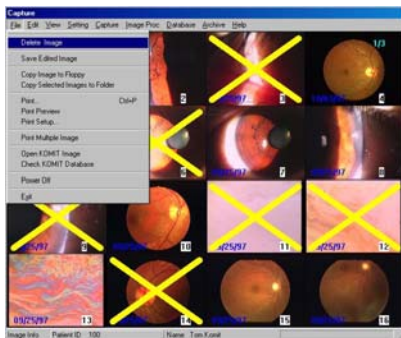 Capture
File Edit View Setting Capture Image Proc Database Archive Help
Delete Image
Save Edited Image
Copy Image to Floppy
Copy Selected Images to Folder
Print... Ctrl+P
Print Preview
Print Setup...
Print Multiple Image
Open KOMIT Image
Check KOMIT Database
Power Off
Exit
1/3
2
3
4
6
7
8
9
10
11
12
09/25/97 13
14
15
16
Image Info. Patient ID: 100 Name: Tom Komit